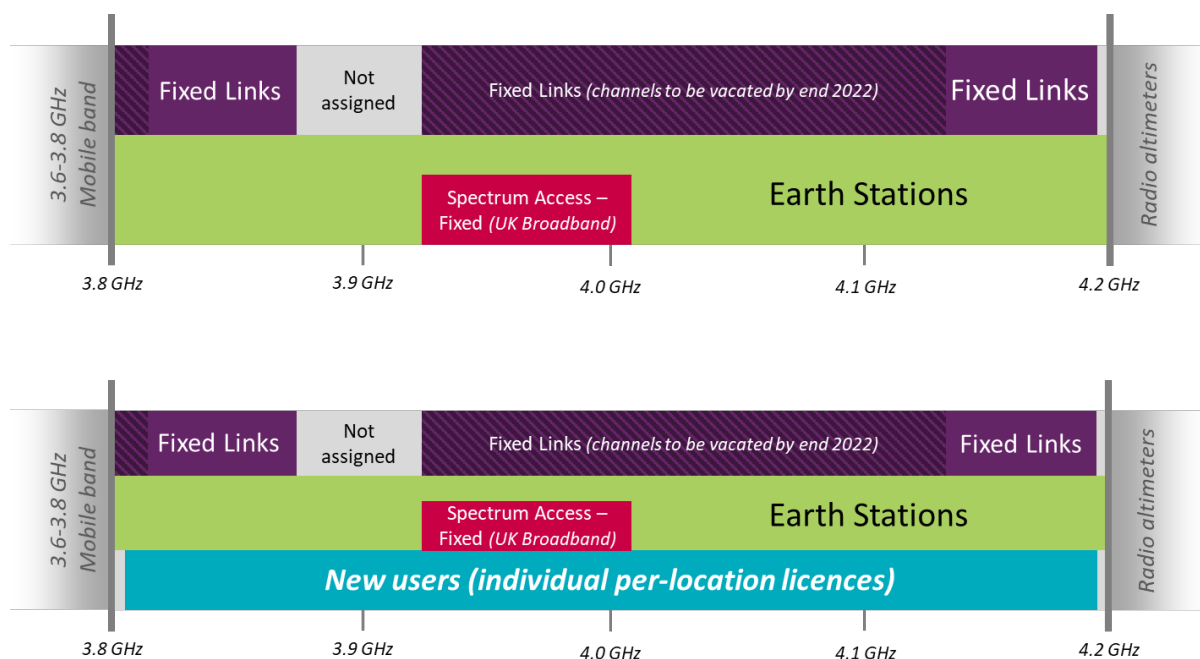 3.6-3.8 GHz
Mobile band
Fixed Links
Not
assigned
Fixed Links (channels to be vacated by end 2022)
Fixed Links
Spectrum Access –
Fixed (UK Broadband)
Earth Stations
Radio altimeters
3.8 GHz
3.9 GHz
4.0 GHz
4.1 GHz
4.2 GHz
3.6-3.8 GHz
Mobile band
Fixed Links
Not
assigned
Fixed Links (channels to be vacated by end 2022)
Fixed Links
Spectrum Access –
Fixed (UK Broadband)
Earth Stations
New users (individual per-location licences)
Radio altimeters
3.8 GHz
3.9 GHz
4.0 GHz
4.1 GHz
4.2 GHz